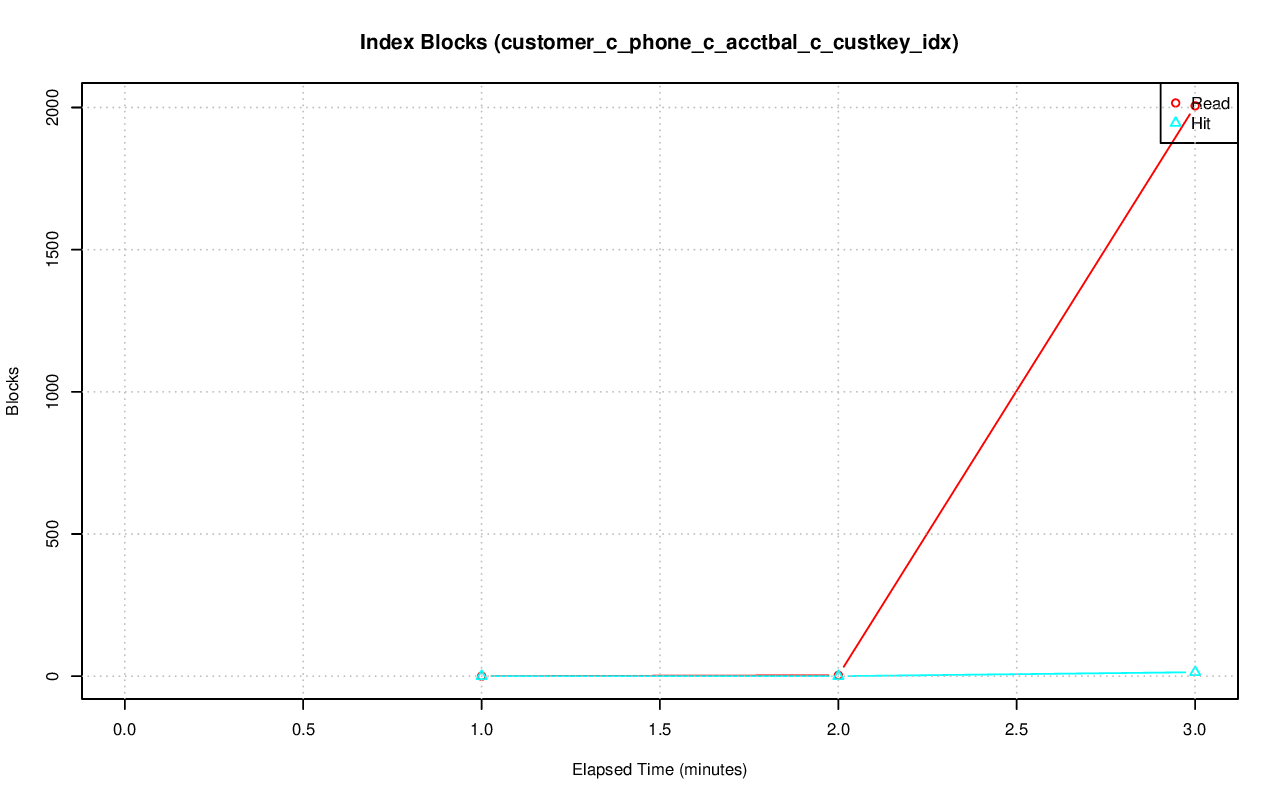 Index Blocks (customer_c_phone_c_acctbal_c_custkey_idx)
Read
Hit
2000
1500
1000
500
0
Blocks
0.0 0.5 1.0 1.5 2.0 2.5 3.0
Elapsed Time (minutes)